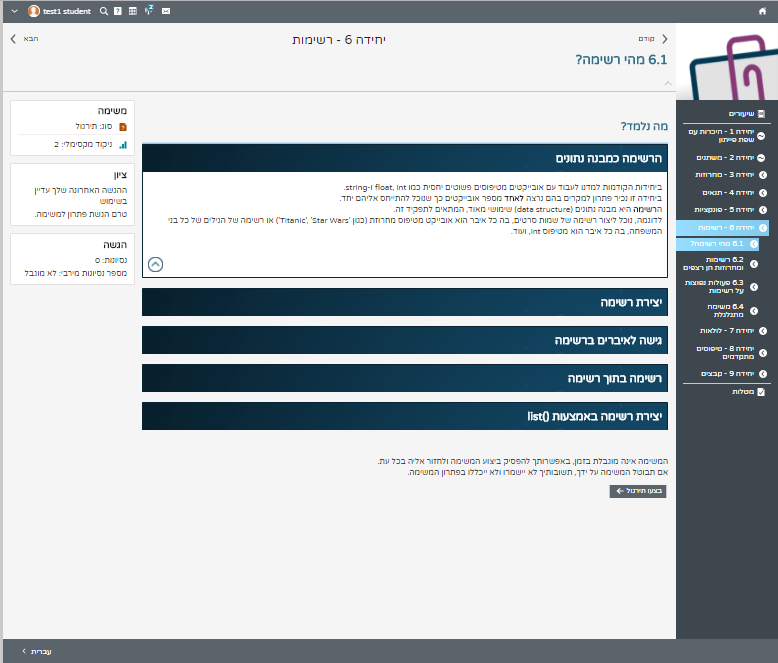 test1 student
2
קודם
יחידה 6 - רשימות
הבא
6.1 מהי רשימה?
שיעורים
יחידה 1 - היכרות עם
שפת פייתון
יחידה 2 - משתנים
יחידה 3 - מחרוזות
יחידה 4 - תנאים
יחידה 5 - פונקציות
יחידה 6 - רשימות
6.1 מהי רשימה?
6.2 רשימות
ומחרוזות הן רצפים
6.3 פעולות נפוצות
על רשימות
6.4 משימה
מתגלגלת
יחידה 7 - לולאות
יחידה 8 - טיפוסים
מתקדמים
יחידה 9 - קבצים
מטלות
מה נלמד?
הרשימה כמבנה נתונים
ביחידות הקודמות למדנו לעבוד עם אובייקטים מטיפוסים פשוטים יחסית כמו float, int ו-string.
ביחידה זו נכיר פתרון למקרים בהם נרצה לאחד מספר אובייקטים כך שנוכל להתייחס אליהם יחד.
הרשימה היא מבנה נתונים (data structure) שימושי מאוד, המתאים לתפקיד זה.
לדוגמה, נוכל ליצור רשימה של שמות סרטים, בה כל איבר הוא אובייקט מטיפוס מחרוזת (כגון 'Titanic', 'Star Wars') או רשימה של הגילים של כל בני
המשפחה, בה כל איבר הוא מטיפוס int, ועוד.
יצירת רשימה
גישה לאיברים ברשימה
רשימה בתוך רשימה
יצירת רשימה באמצעות list()
המשימה אינה מוגבלת בזמן, באפשרותך להפסיק ביצוע המשימה ולחזור אליה בכל עת.
אם תבוטל המשימה על ידך, תשובותיך לא יישמרו ולא ייכללו בפתרון המשימה.
בצעו תירגול
משימה
סוג: תירגול
ניקוד מקסימלי: 2
ציון
ההגשה האחרונה שלך עדיין
בשימוש
טרם הגשת פתרון למשימה.
הגשה
נסיונות: 0
מספר נסיונות מירבי: לא מוגבל
עברית